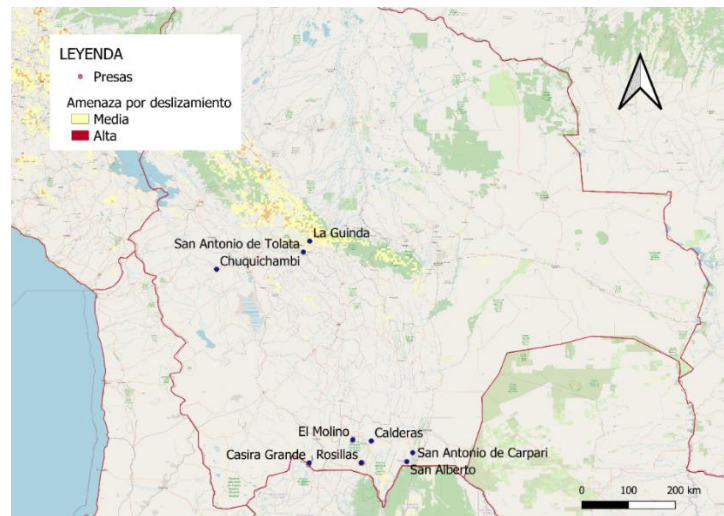 LEYENDA
Presas
Amenaza por deslizamiento
Media
Alta
La Guinda
San Antonio de Tolata
Chuquichambi
El Molino
Calderas
Casira Grande
Rosillas
San Antonio de Carpari
San Alberto
0 100 200 km